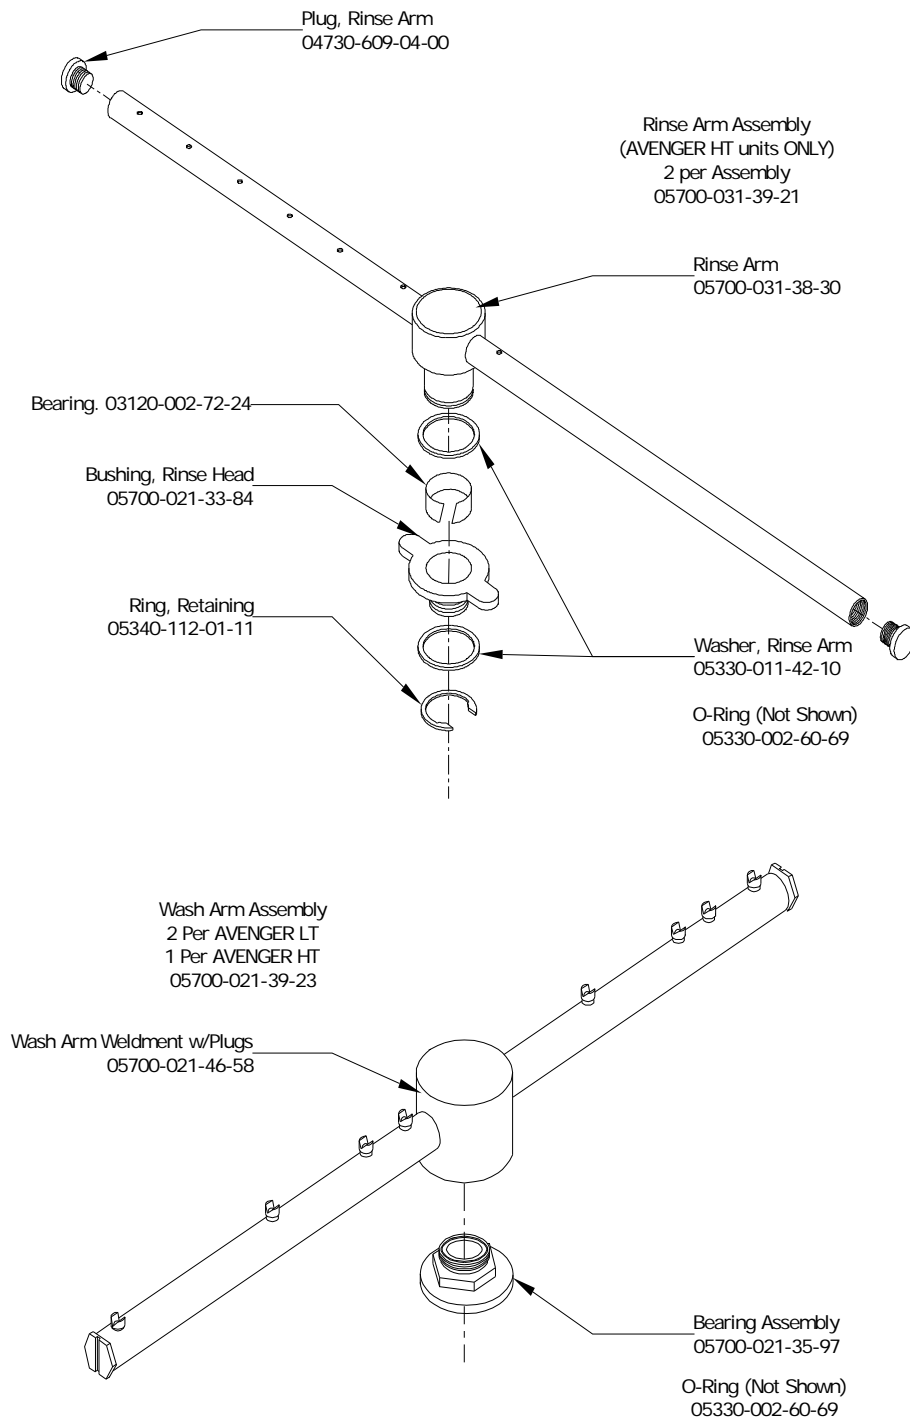 Plug, Rinse Arm
04730-609-04-00
Rinse Arm Assembly
(AVENGER HT units ONLY)
2 per Assembly
05700-031-39-21
Rinse Arm
05700-031-38-30
Bearing. 03120-002-72-24
Bushing, Rinse Head
05700-021-33-84
Ring, Retaining
05340-112-01-11
Washer, Rinse Arm
05330-011-42-10
O-Ring (Not Shown)
05330-002-60-69
Wash Arm Assembly
2 Per AVENGER LT
1 Per AVENGER HT
05700-021-39-23
Wash Arm Weldment w/Plugs
05700-021-46-58
Bearing Assembly
05700-021-35-97
O-Ring (Not Shown)
05330-002-60-69